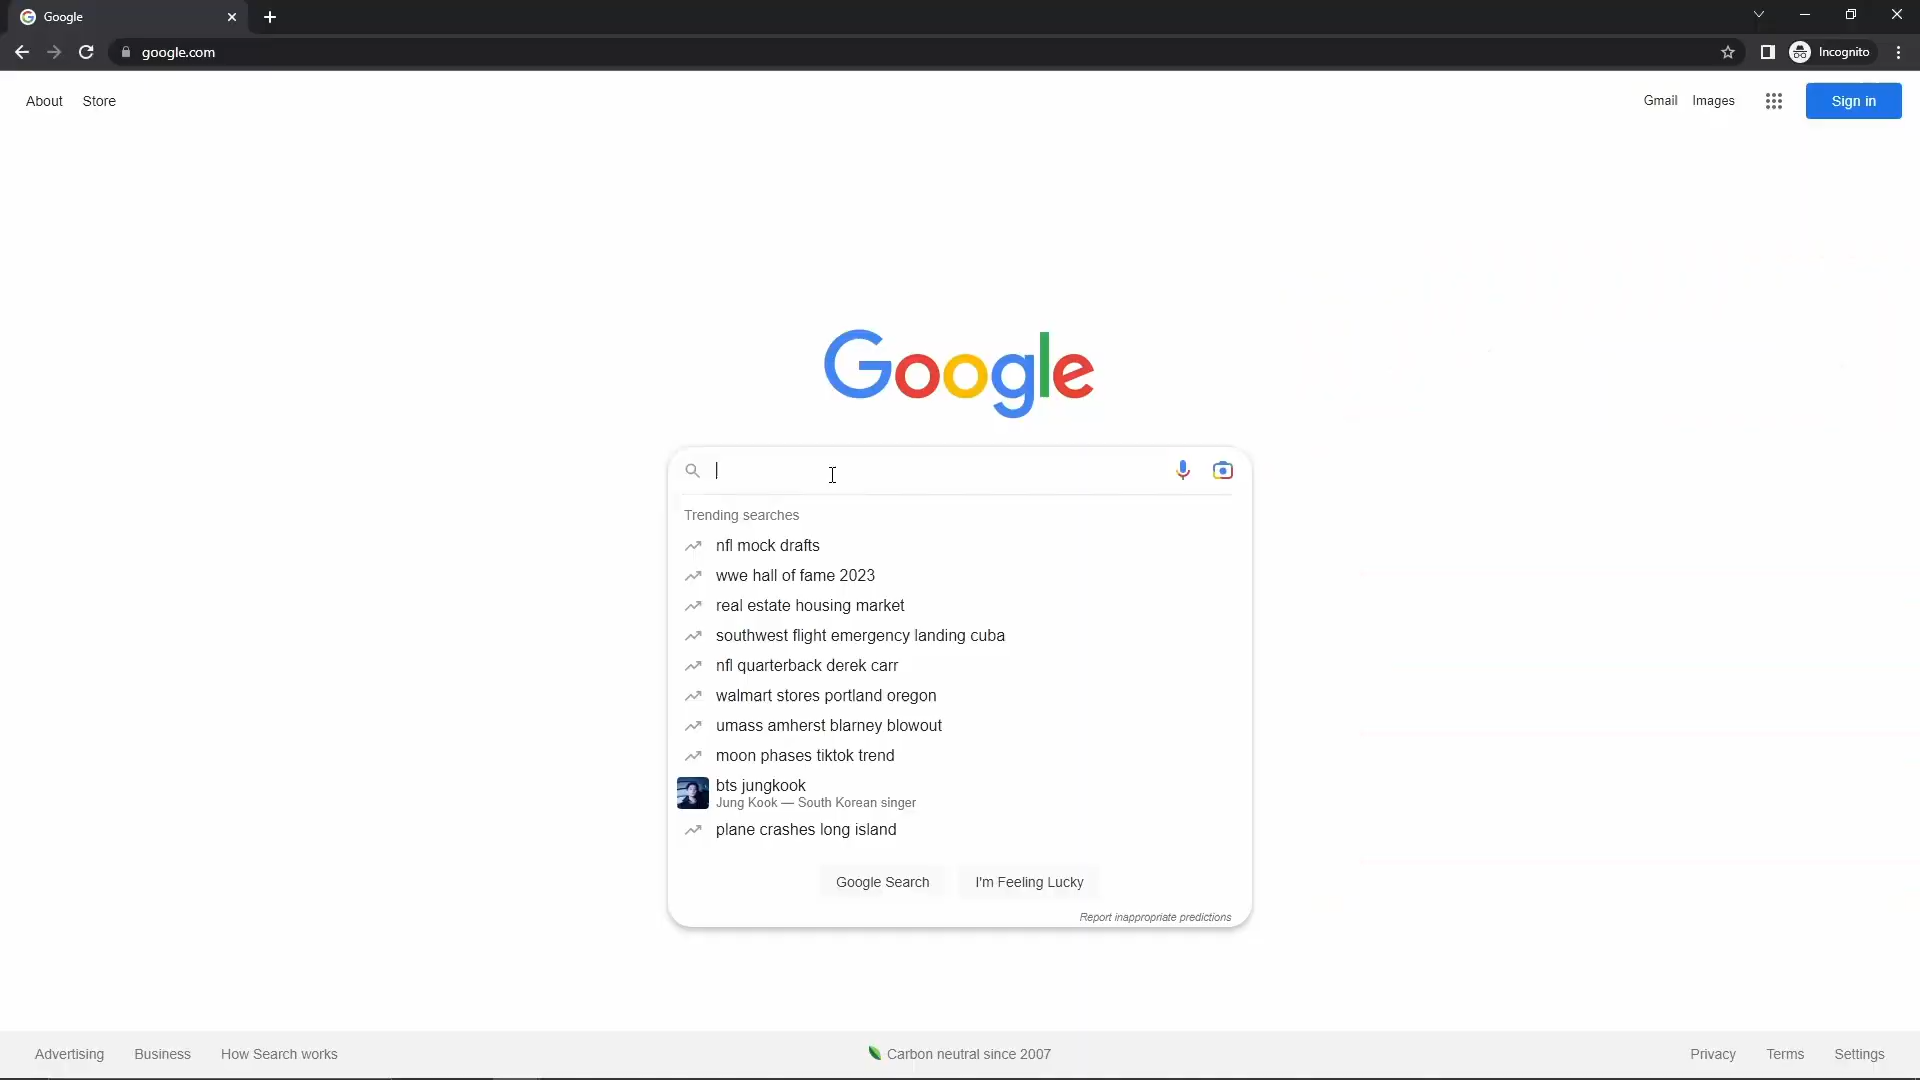 Google
google.com
Incognito
About Store
Gmail Images Sign in
Google
Trending searches
nfl mock drafts
wwe hall of fame 2023
real estate housing market
southwest flight emergency landing cuba
nfl quarterback derek carr
walmart stores portland oregon
umass amherst blarney blowout
moon phases tiktok trend
bts jungkook
Jung Kook — South Korean singer
plane crashes long island
Google Search I'm Feeling Lucky
Report inappropriate predictions
Advertising Business How Search works
Carbon neutral since 2007
Privacy Terms Settings